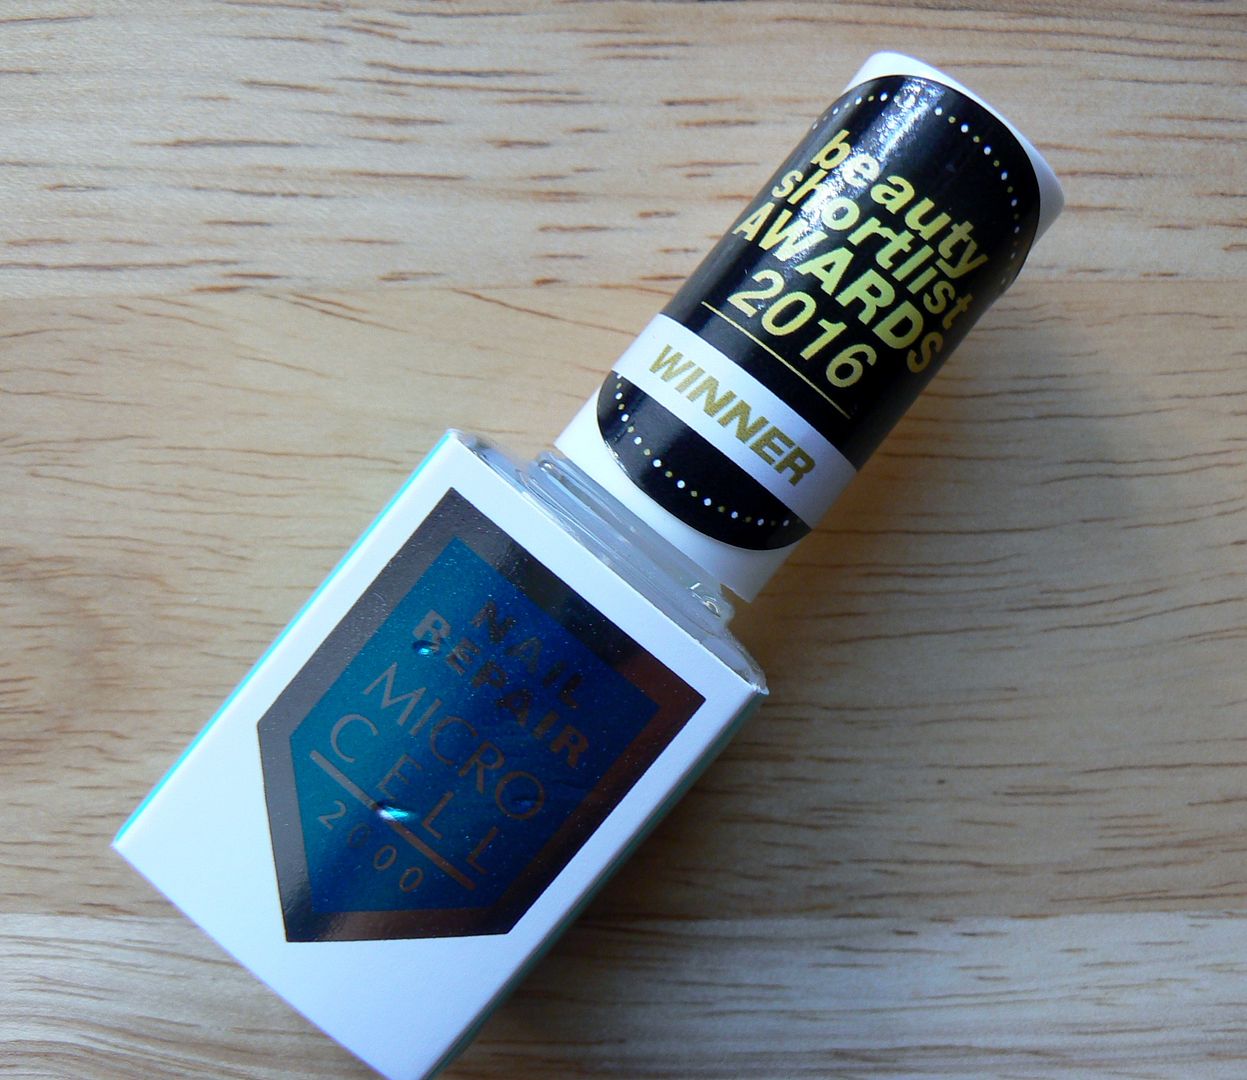 beauty
shortlist
AWARDS
2016
WINNER
NAIL
REPAIR
MICRO
CELL
2000